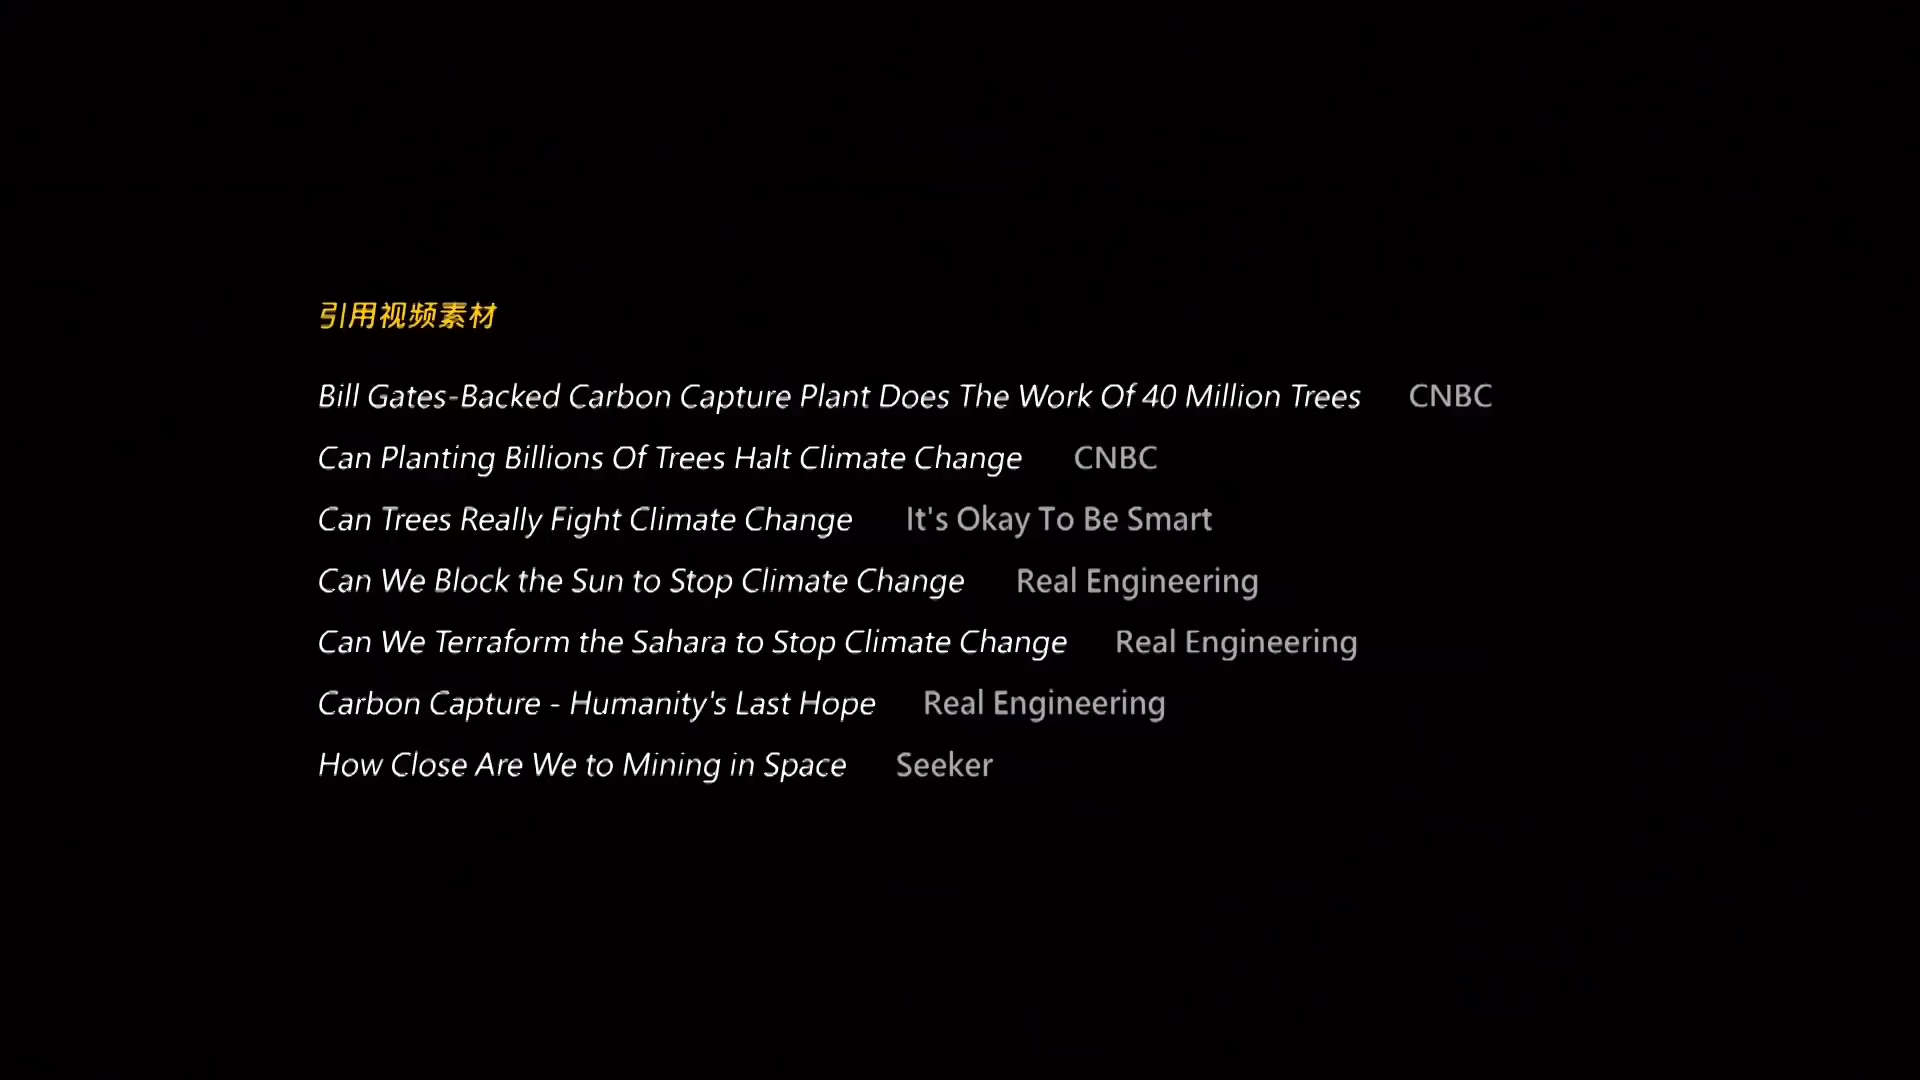 引用视频素材
Bill Gates-Backed Carbon Capture Plant Does The Work Of 40 Million Trees CNBC
Can Planting Billions Of Trees Halt Climate Change CNBC
Can Trees Really Fight Climate Change It's Okay To Be Smart
Can We Block the Sun to Stop Climate Change Real Engineering
Can We Terraform the Sahara to Stop Climate Change Real Engineering
Carbon Capture - Humanity's Last Hope Real Engineering
How Close Are We to Mining in Space Seeker